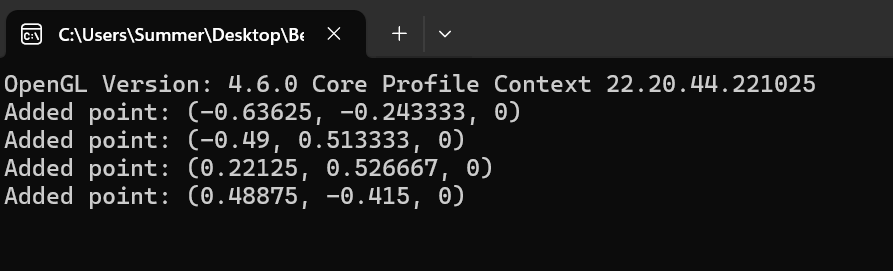 C:\Users\Summer\Desktop\Be
OpenGL Version: 4.6.0 Core Profile Context 22.20.44.221025
Added point: (-0.63625, -0.243333, 0)
Added point: (-0.49, 0.513333, 0)
Added point: (0.22125, 0.526667, 0)
Added point: (0.48875, -0.415, 0)